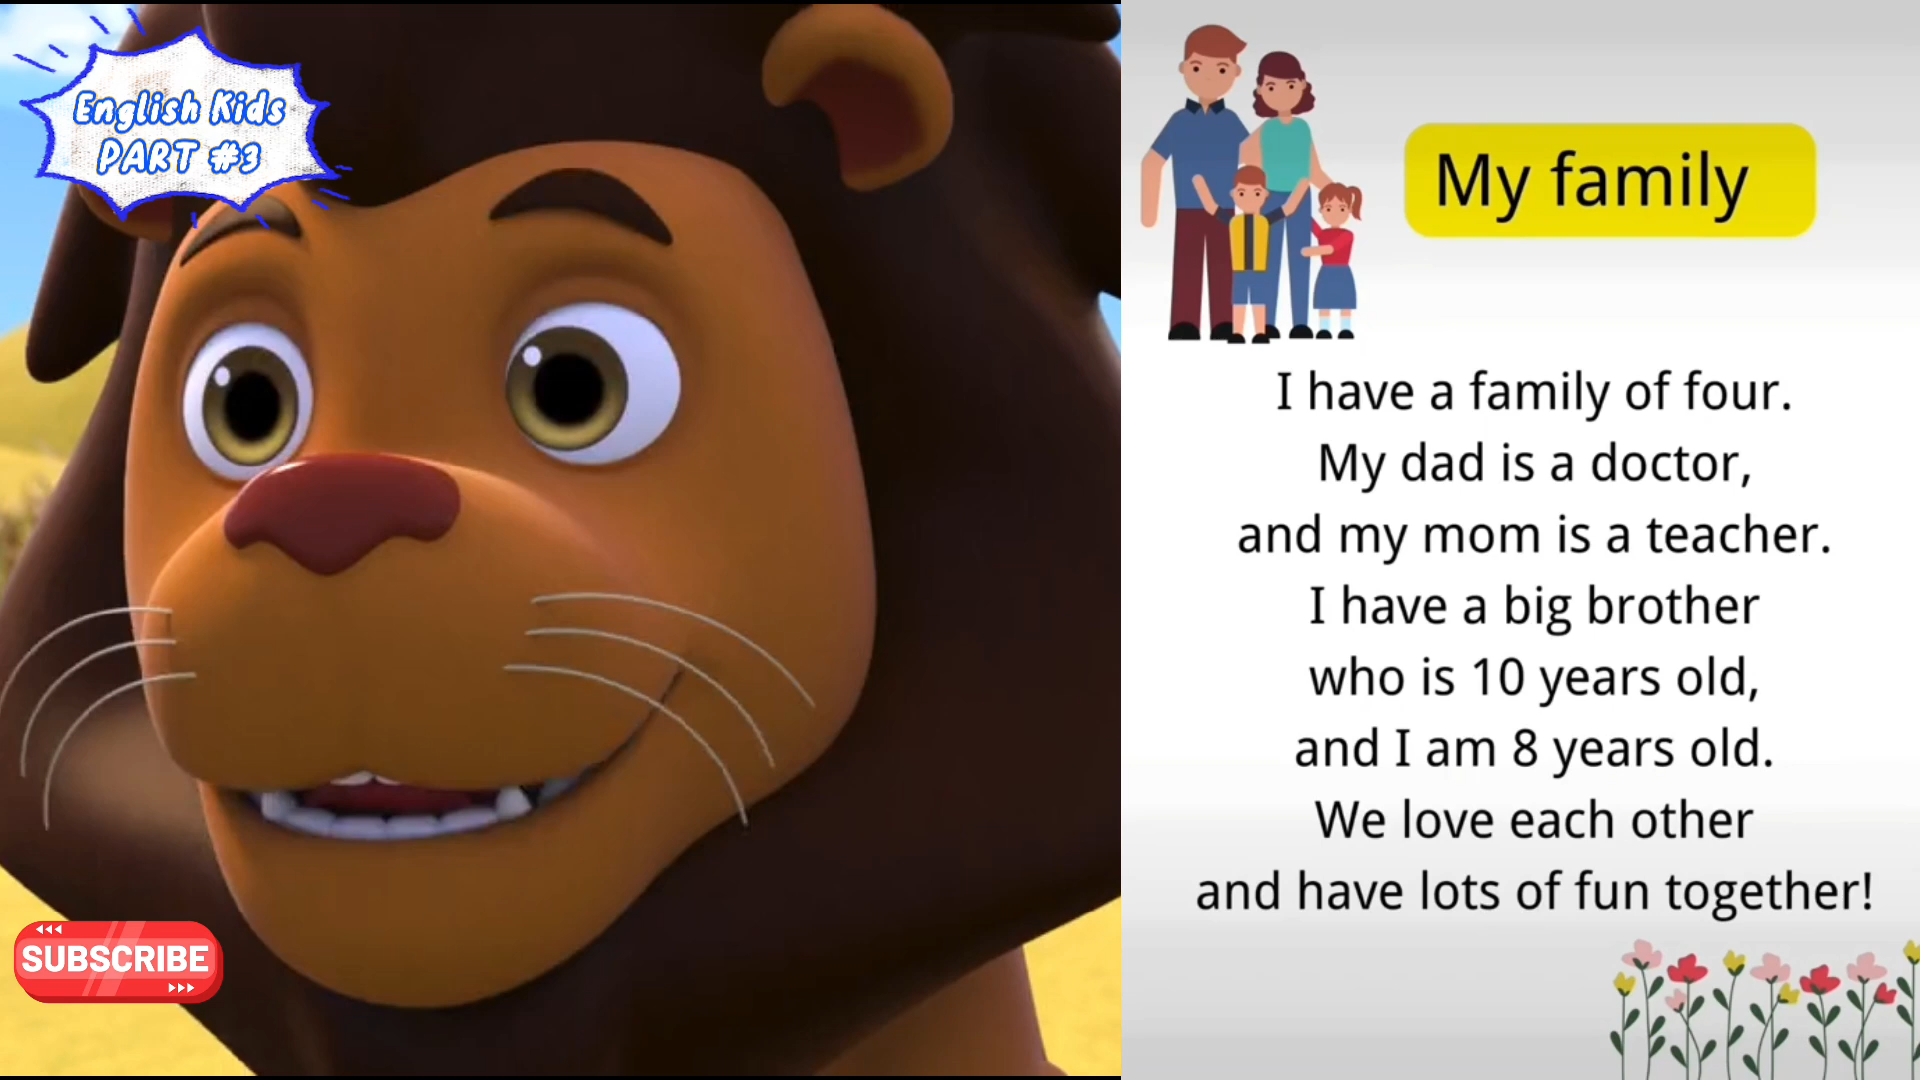 English Kids
PART #3
My family
I have a family of four.
My dad is a doctor,
and my mom is a teacher.
I have a big brother
who is 10 years old,
and I am 8 years old.
We love each other
and have lots of fun together!
SUBSCRIBE